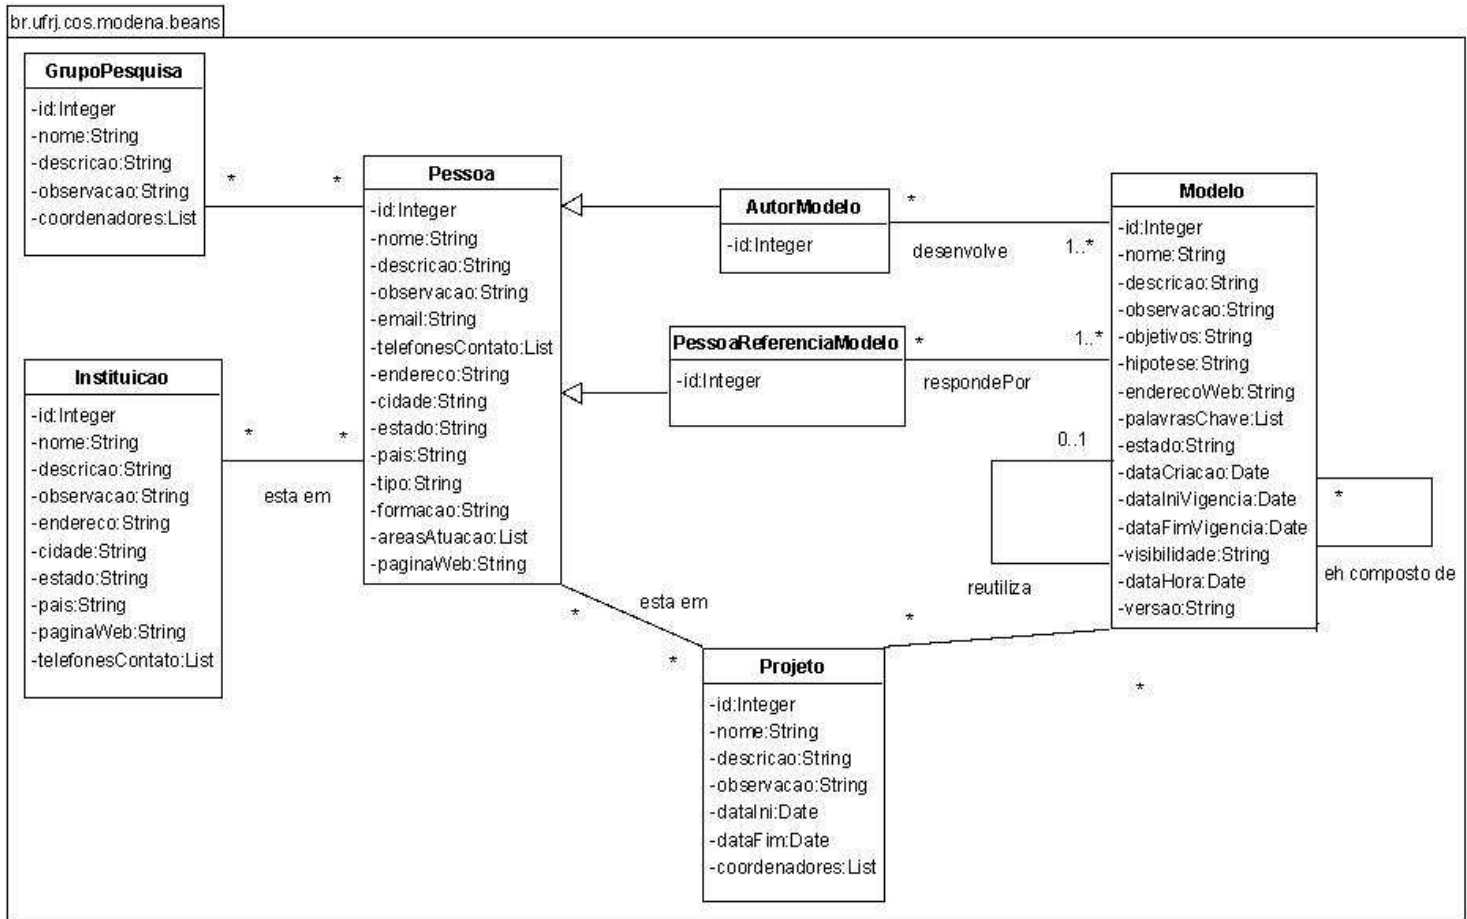 br.ufrj.cos.modena.beans
GrupoPesquisa
-id:Integer
-nome:String
-descricao:String
-observacao:String
-coordenadores:List
*
*
Pessoa
-id:Integer
-nome:String
-descricao:String
-observacao:String
-email:String
-telefonesContato:List
-endereco:String
-cidade:String
-estado:String
-pais:String
-tipo:String
-formacao:String
-areasAtuacao:List
-paginaWeb:String
Instituicao
-id:Integer
-nome:String
-descricao:String
-observacao:String
-endereco:String
-cidade:String
-estado:String
-pais:String
-paginaWeb:String
-telefonesContato:List
*
*
esta em
AutorModelo
-id:Integer
*
desenvolve
1..*
PessoaReferenciaModelo
-id:Integer
*
respondePor
1..*
Modelo
-id:Integer
-nome:String
-descricao:String
-observacao:String
-objetivos:String
-hipotese:String
-enderecoWeb:String
-palavrasChave:List
-estado:String
-dataCriacao:Date
-dataIniVigencia:Date
-dataFimVigencia:Date
-visibilidade:String
-dataHora:Date
-versao:String
0..1
reutiliza
*
eh composto de
*
esta em
*
*
*
Projeto
-id:Integer
-nome:String
-descricao:String
-observacao:String
-dataIni:Date
-dataFim:Date
-coordenadores:List